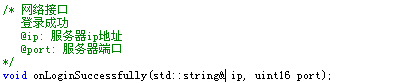 /* 网络接口
登录成功
@ip: 服务器ip地址
@port: 服务器端口
*/
void onLoginSuccessfully(std::string& ip, uint16 port);